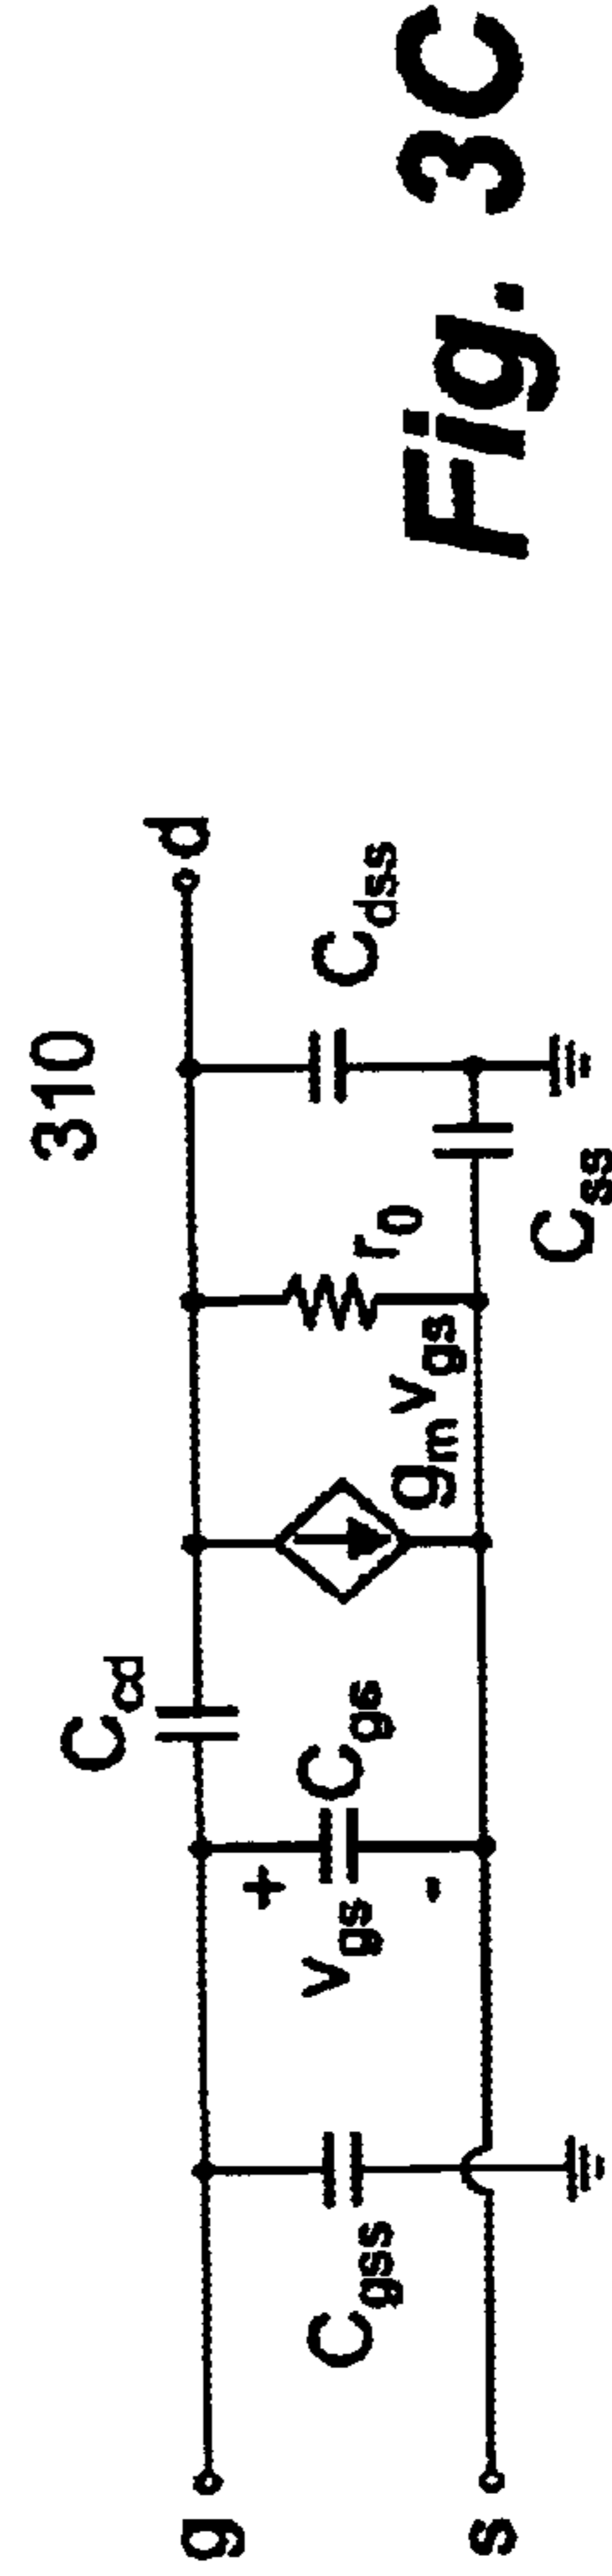 310
g
d
s
C_cd
C_gss
v_gs
+
-
C_gs
g_m v_gs
r_0
C_dss
C_ss
Fig. 3C